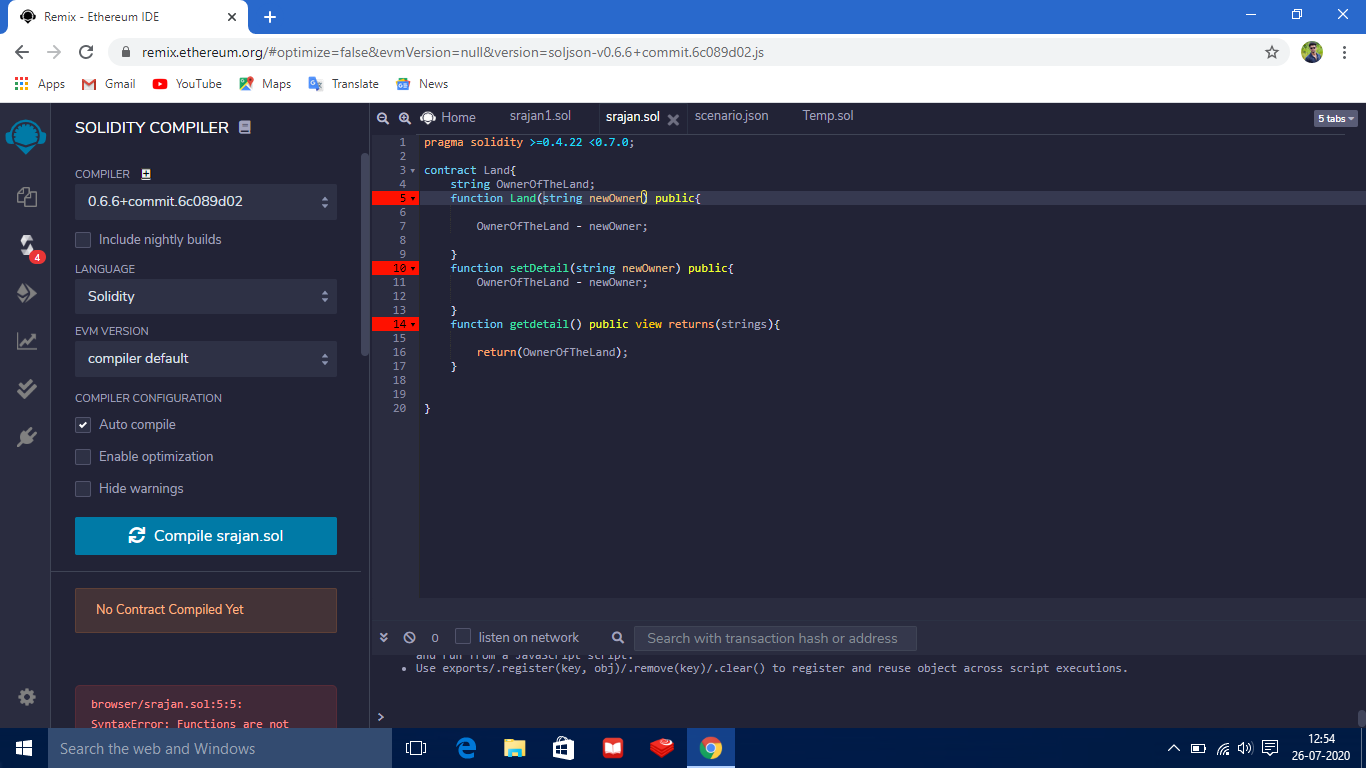 Remix - Ethereum IDE
remix.ethereum.org/#optimize=false&evmVersion=null&version=soljson-v0.6.6+commit.6c089d02.js
Apps Gmail YouTube Maps Translate News
SOLIDITY COMPILER
COMPILER
0.6.6+commit.6c089d02
Include nightly builds
LANGUAGE
Solidity
EVM VERSION
compiler default
COMPILER CONFIGURATION
Auto compile
Enable optimization
Hide warnings
Compile srajan.sol
No Contract Compiled Yet
browser/srajan.sol:5:5:
SyntaxError: Functions are not
4
Home srajan1.sol srajan.sol scenario.json Temp.sol 5 tabs
1 pragma solidity >=0.4.22 <0.7.0;
2
3 contract Land{
4 string OwnerOfTheLand;
5 function Land(string newOwner) public{
6
7 OwnerOfTheLand - newOwner;
8
9 }
10 function setDetail(string newOwner) public{
11 OwnerOfTheLand - newOwner;
12
13 }
14 function getdetail() public view returns(strings){
15
16 return(OwnerOfTheLand);
17 }
18
19
20 }
0 listen on network Search with transaction hash or address
and run from a JavaScript script.
• Use exports/.register(key, obj)/.remove(key)/.clear() to register and reuse object across script executions.
>
Search the web and Windows
12:54
26-07-2020